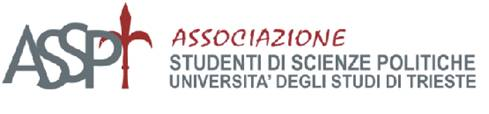 ASSP
ASSOCIAZIONE
STUDENTI DI SCIENZE POLITICHE
UNIVERSITA' DEGLI STUDI DI TRIESTE